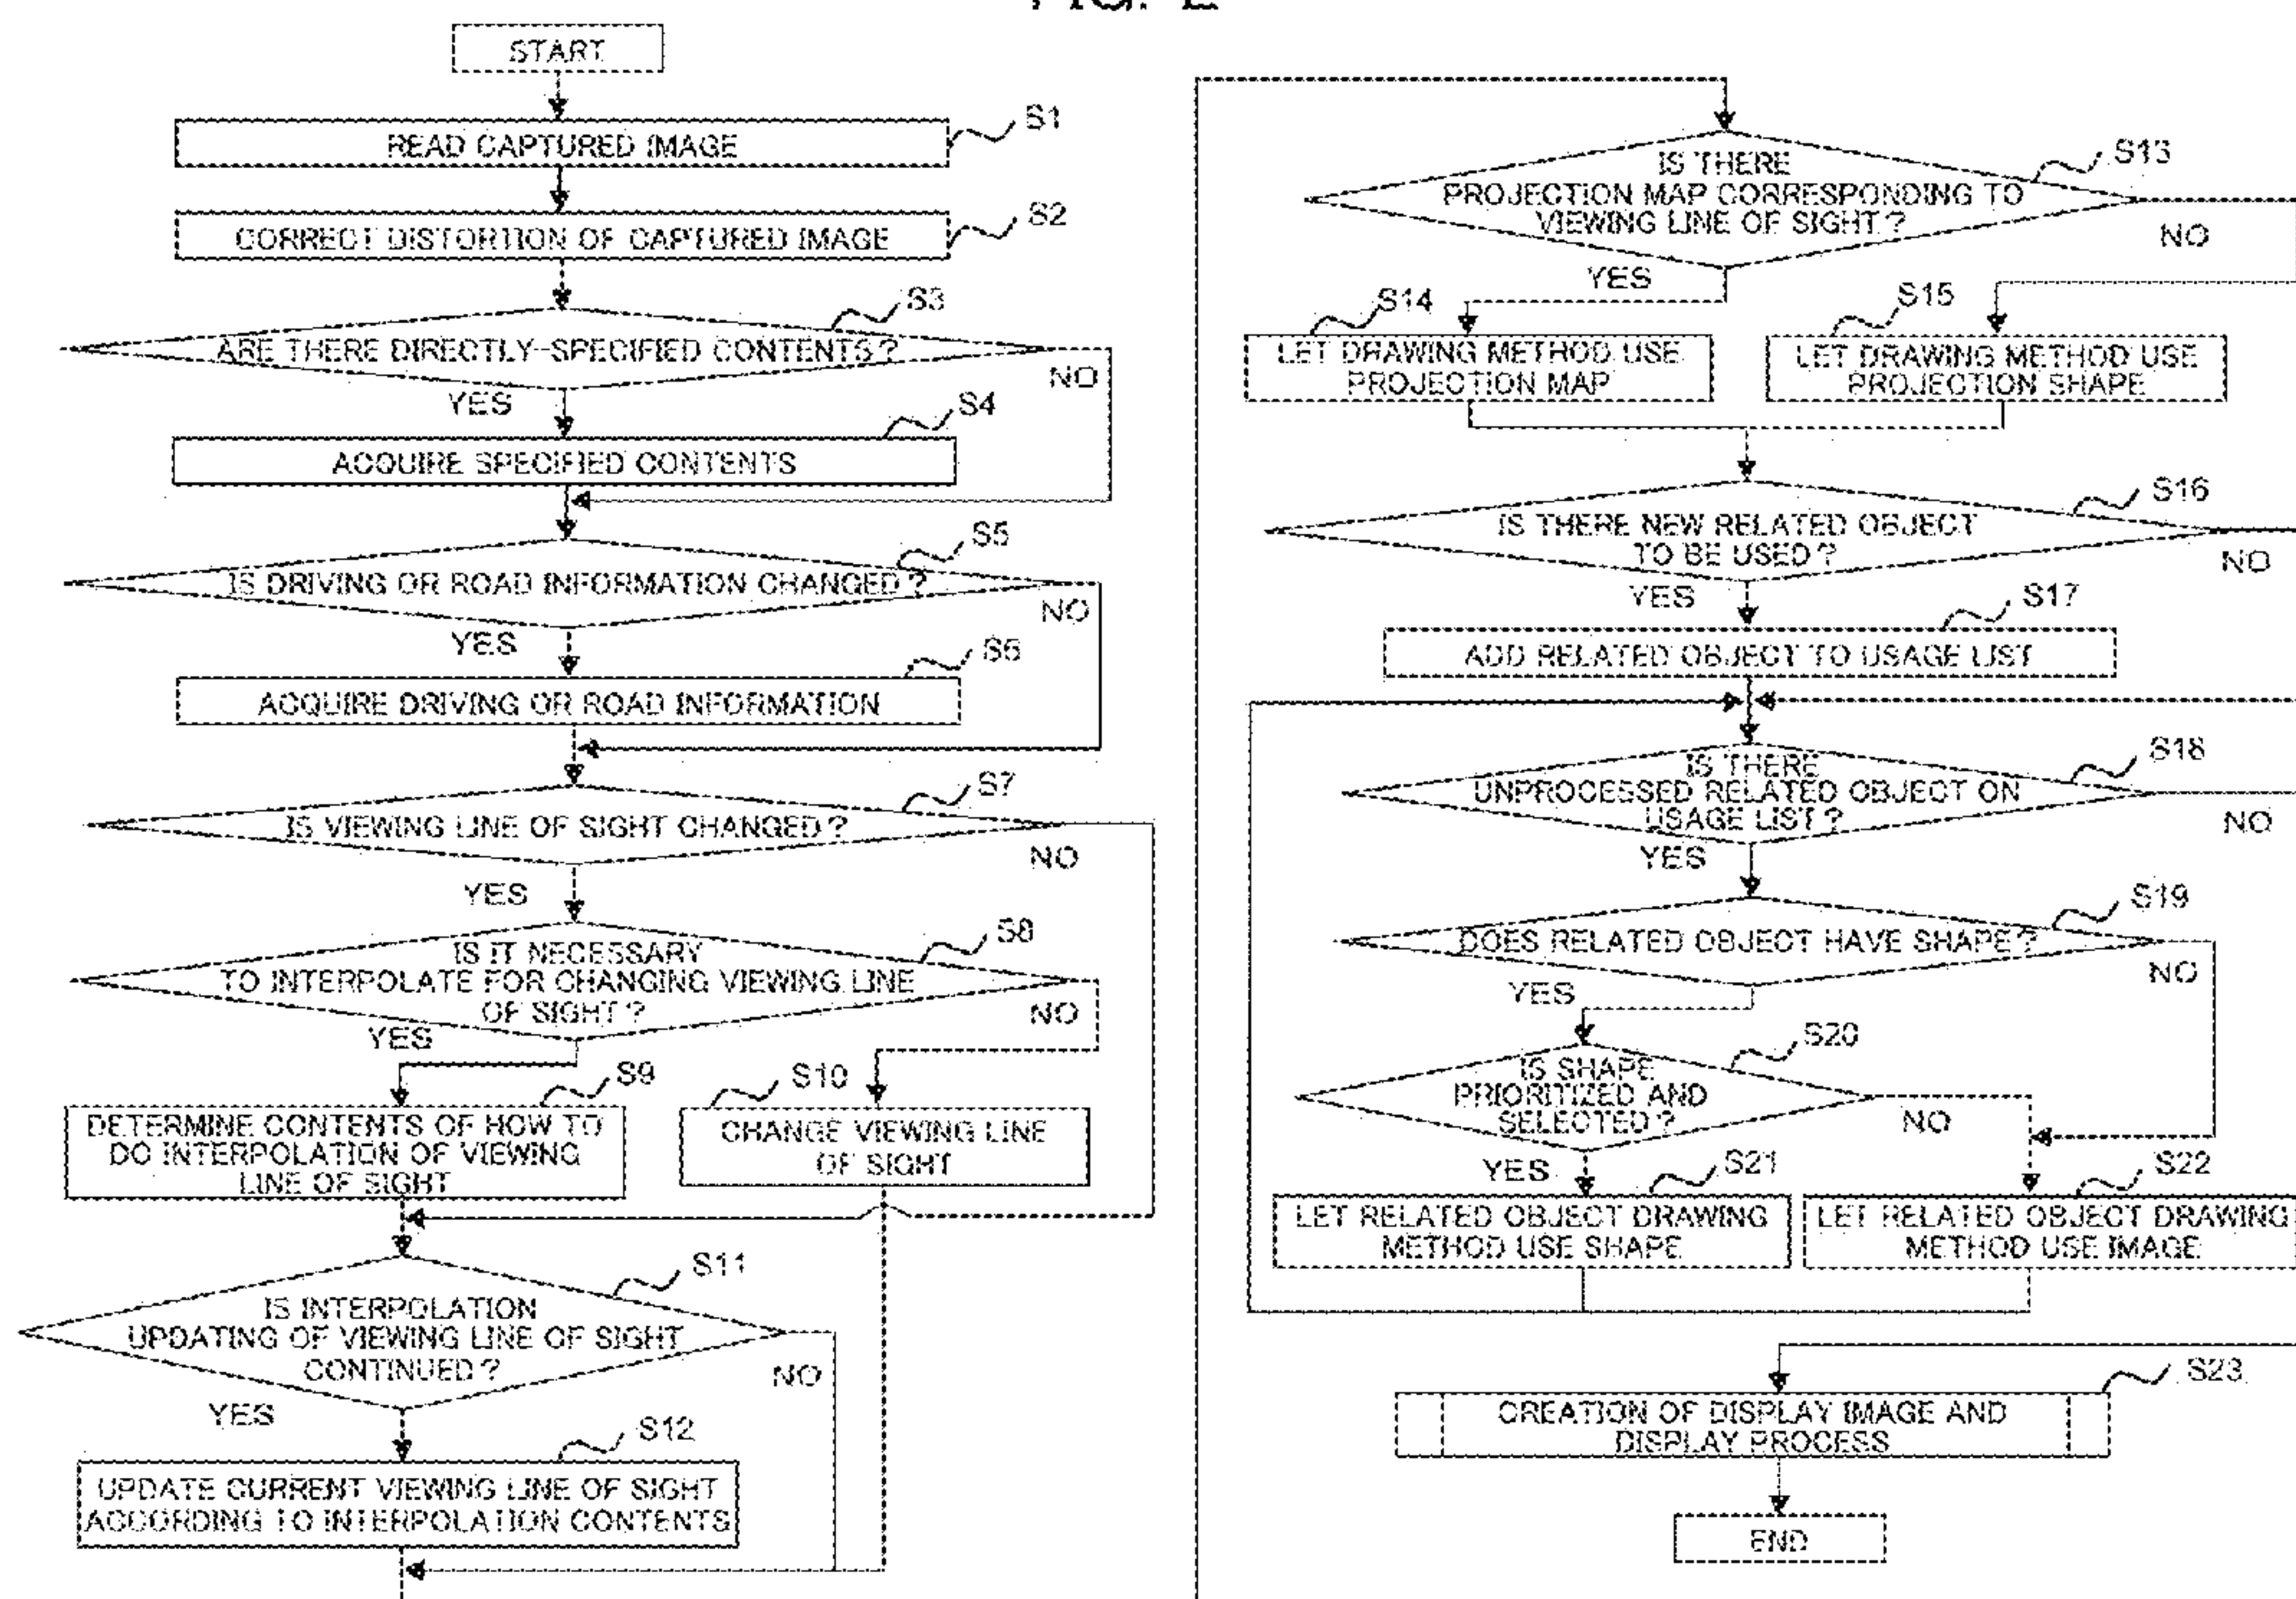 START
S1
READ CAPTURED IMAGE
S2
CORRECT DISTORTION OF CAPTURED IMAGE
S3
ARE THERE DIRECTLY-SPECIFIED CONTENTS?
NO
YES
S4
ACQUIRE SPECIFIED CONTENTS
S5
IS DRIVING OR ROAD INFORMATION CHANGED?
NO
YES
S6
ACQUIRE DRIVING OR ROAD INFORMATION
S7
IS VIEWING LINE OF SIGHT CHANGED?
NO
YES
S8
IS IT NECESSARY
TO INTERPOLATE FOR CHANGING VIEWING LINE
OF SIGHT?
NO
YES
S9
DETERMINE CONTENTS OF HOW TO
DO INTERPOLATION OF VIEWING
LINE OF SIGHT
S10
CHANGE VIEWING LINE
OF SIGHT
S11
IS INTERPOLATION
UPDATING OF VIEWING LINE OF SIGHT
CONTINUED?
NO
YES
S12
UPDATE CURRENT VIEWING LINE OF SIGHT
ACCORDING TO INTERPOLATION CONTENTS
S13
IS THERE
PROJECTION MAP CORRESPONDING TO
VIEWING LINE OF SIGHT?
NO
YES
S14
LET DRAWING METHOD USE
PROJECTION MAP
S15
LET DRAWING METHOD USE
PROJECTION SHAPE
S16
IS THERE NEW RELATED OBJECT
TO BE USED?
NO
YES
S17
ADD RELATED OBJECT TO USAGE LIST
S18
IS THERE
UNPROCESSED RELATED OBJECT ON
USAGE LIST?
NO
YES
S19
DOES RELATED OBJECT HAVE SHAPE?
NO
YES
S20
IS SHAPE
PRIORITIZED AND
SELECTED?
NO
YES
S21
LET RELATED OBJECT DRAWING
METHOD USE SHAPE
S22
LET RELATED OBJECT DRAWING
METHOD USE IMAGE
S23
CREATION OF DISPLAY IMAGE AND
DISPLAY PROCESS
END